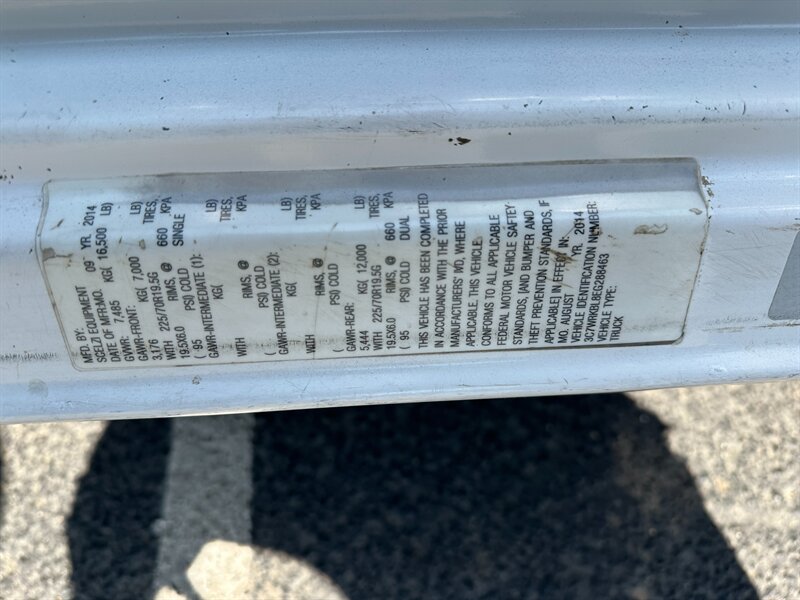 MFD. BY:
SCELZI EQUIPMENT
DATE OF MFR:MO. 09 YR. 2014
GVWR: 7,485 KG( 16,500 LB)
GAWR-FRONT:
3,176 KG( 7,000 LB)
WITH 225/70R19.5G TIRES,
19.5X6.0 RIMS, @ 660 KPA
( 95 PSI) COLD SINGLE
GAWR-INTERMEDIATE (1):
KG( LB)
WITH TIRES,
RIMS, @ KPA
( PSI) COLD
GAWR-INTERMEDIATE (2):
KG( LB)
WITH TIRES,
RIMS, @ KPA
( PSI) COLD
GAWR-REAR:
5,444 KG( 12,000 LB)
WITH 225/70R19.5G TIRES,
19.5X6.0 RIMS, @ 660 KPA
( 95 PSI) COLD DUAL
THIS VEHICLE HAS BEEN COMPLETED
IN ACCORDANCE WITH THE PRIOR
MANUFACTURERS' IVD, WHERE
APPLICABLE. THIS VEHICLE
CONFORMS TO ALL APPLICABLE
FEDERAL MOTOR VEHICLE SAFTEY
STANDARDS, [AND BUMPER AND
THEFT PREVENTION STANDARDS, IF
APPLICABLE] IN EFFECT IN:
MO. AUGUST YR. 2014
VEHICLE IDENTIFICATION NUMBER:
3C7WRKBL8EG288463
VEHICLE TYPE:
TRUCK